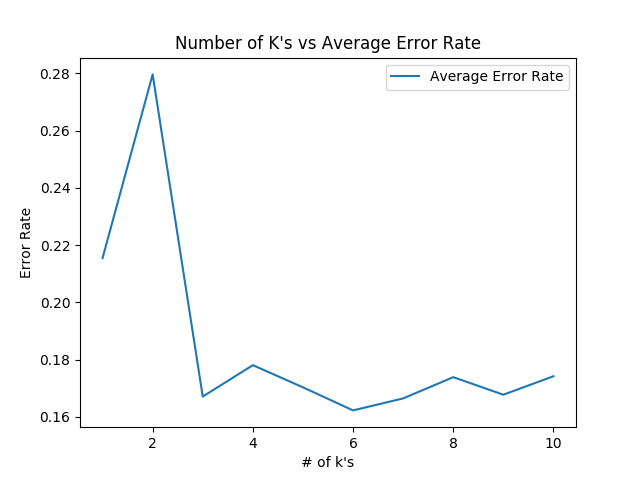 Number of K's vs Average Error Rate
Average Error Rate
Error Rate
0.28
0.26
0.24
0.22
0.20
0.18
0.16
2 4 6 8 10
# of k's